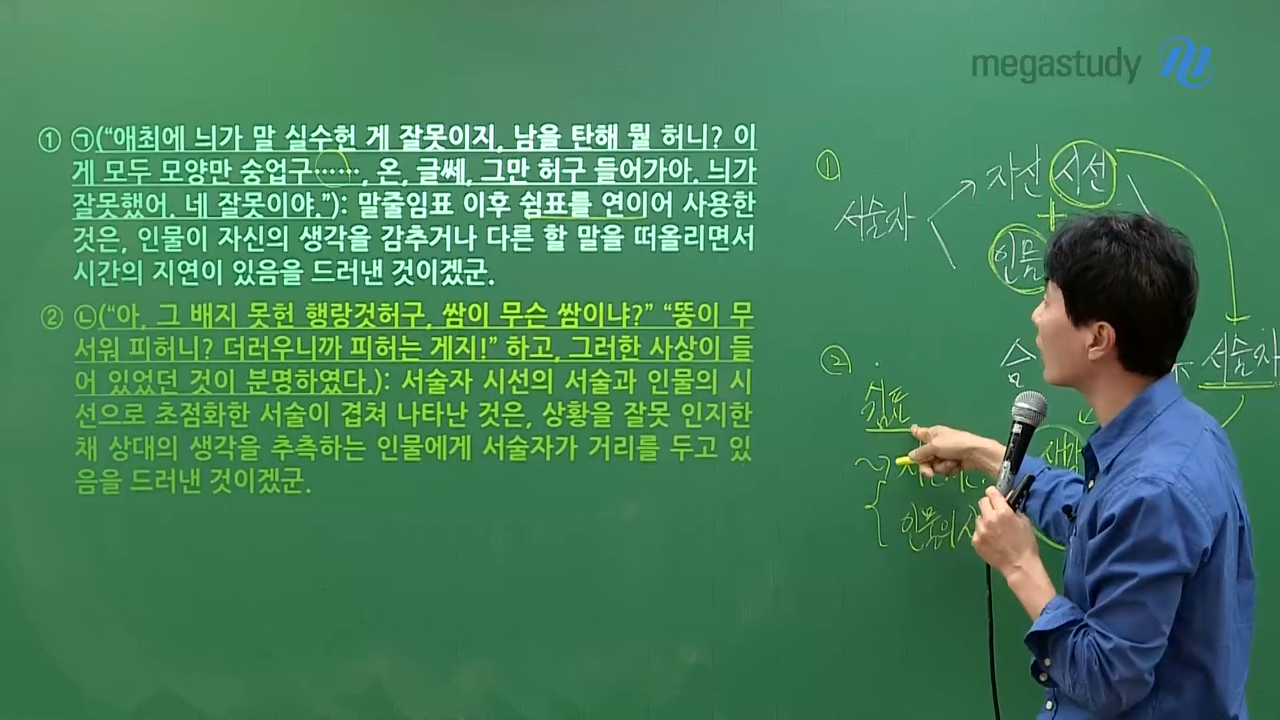 megastudy
① ㉠("애최에 늬가 말 실수헌 게 잘못이지, 남을 탄해 뭘 허니? 이
게 모두 모양만 숭업구……, 온, 글쎄, 그만 허구 들어가아. 늬가
잘못했어. 네 잘못이야."): 말줄임표 이후 쉼표를 연이어 사용한
것은, 인물이 자신의 생각을 감추거나 다른 할 말을 떠올리면서
시간의 지연이 있음을 드러낸 것이겠군.
② ㉡("아, 그 배지 못헌 행랑것허구, 쌈이 무슨 쌈이냐?" "똥이 무
서워 피허니? 더러우니까 피허는 게지!" 하고, 그러한 사상이 들
어 있었던 것이 분명하였다.): 서술자 시선의 서술과 인물의 시
선으로 초점화한 서술이 겹쳐 나타난 것은, 상황을 잘못 인지한
채 상대의 생각을 추측하는 인물에게 서술자가 거리를 두고 있
음을 드러낸 것이겠군.
①
서술자
자신 시선
+
인물
②
쉼표
서술자
인물의